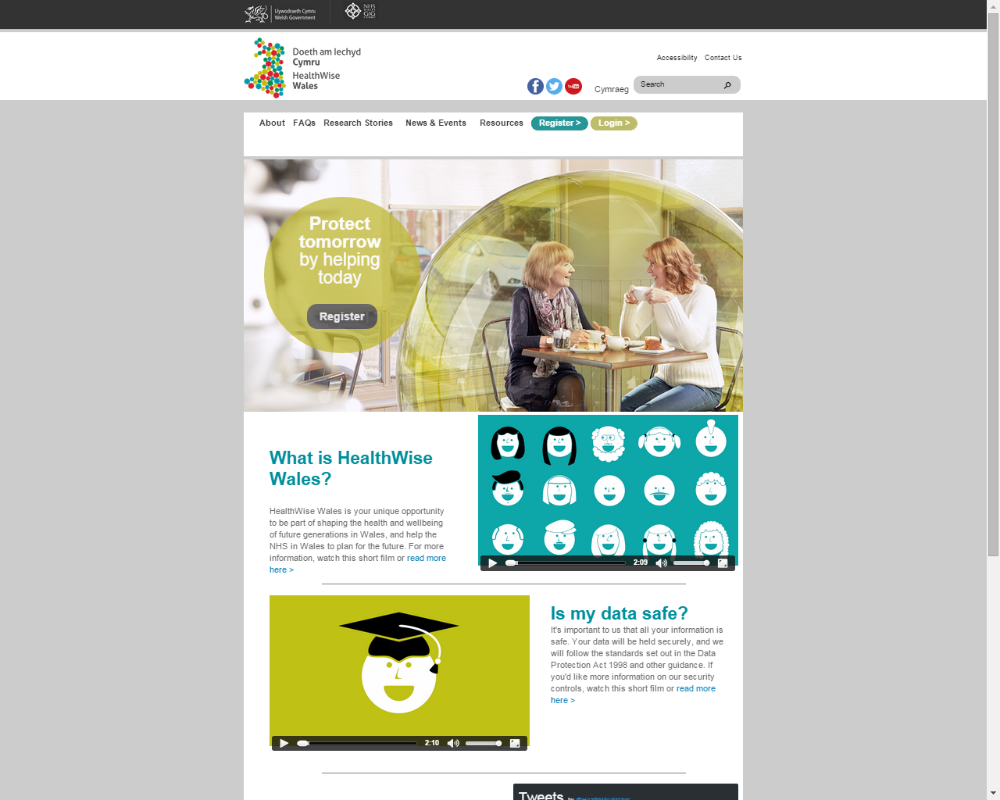 Llywodraeth Cymru
Welsh Government
NHS
WALES
GIG
CYMRU
Doeth am Iechyd
Cymru
HealthWise
Wales
Accessibility Contact Us
Cymraeg Search
About FAQs Research Stories News & Events Resources Register > Login >
Protect
tomorrow
by helping
today
Register
What is HealthWise
Wales?
HealthWise Wales is your unique opportunity
to be part of shaping the health and wellbeing
of future generations in Wales, and help the
NHS in Wales to plan for the future. For more
information, watch this short film or read more
here >
2:09
Is my data safe?
It's important to us that all your information is
safe. Your data will be held securely, and we
will follow the standards set out in the Data
Protection Act 1998 and other guidance. If
you'd like more information on our security
controls, watch this short film or read more
here >
2:10
Tweets by @HealthWiseWales